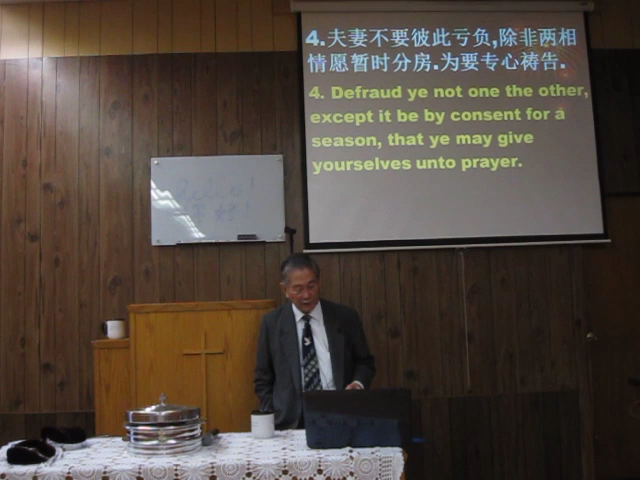 4.夫妻不要彼此亏负,除非两相
情愿暂时分房.为要专心祷告.
4. Defraud ye not one the other,
except it be by consent for a
season, that ye may give
yourselves unto prayer.